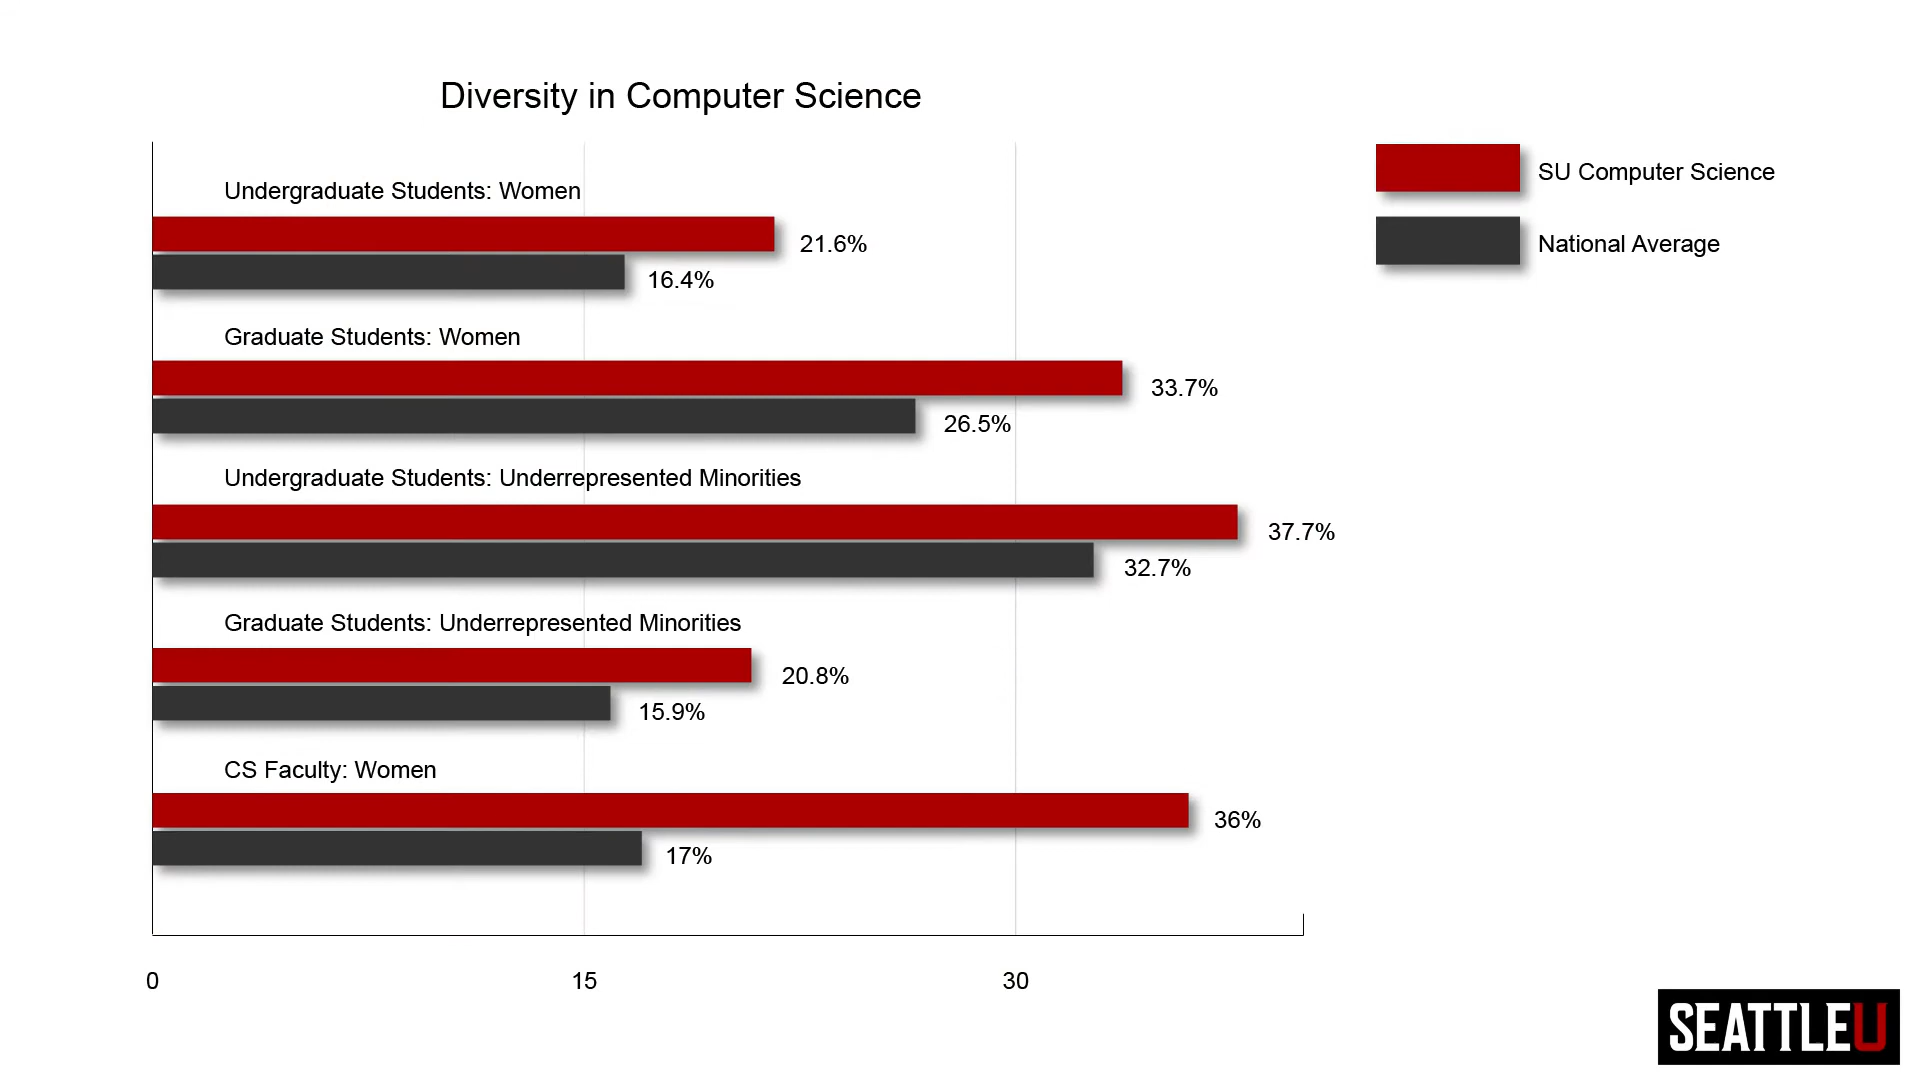 Diversity in Computer Science
SU Computer Science
National Average
Undergraduate Students: Women
21.6%
16.4%
Graduate Students: Women
33.7%
26.5%
Undergraduate Students: Underrepresented Minorities
37.7%
32.7%
Graduate Students: Underrepresented Minorities
20.8%
15.9%
CS Faculty: Women
36%
17%
0 15 30
SEATTLEU